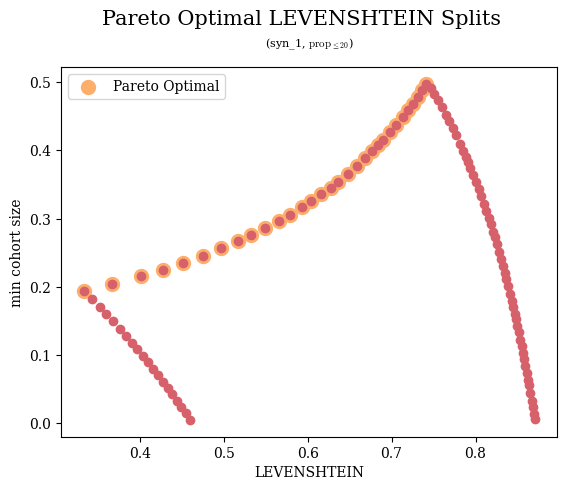 Pareto Optimal LEVENSHTEIN Splits
(syn_1, prop≤20)
Pareto Optimal
0.5
0.4
0.3
0.2
0.1
0.0
min cohort size
0.4 0.5 0.6 0.7 0.8
LEVENSHTEIN